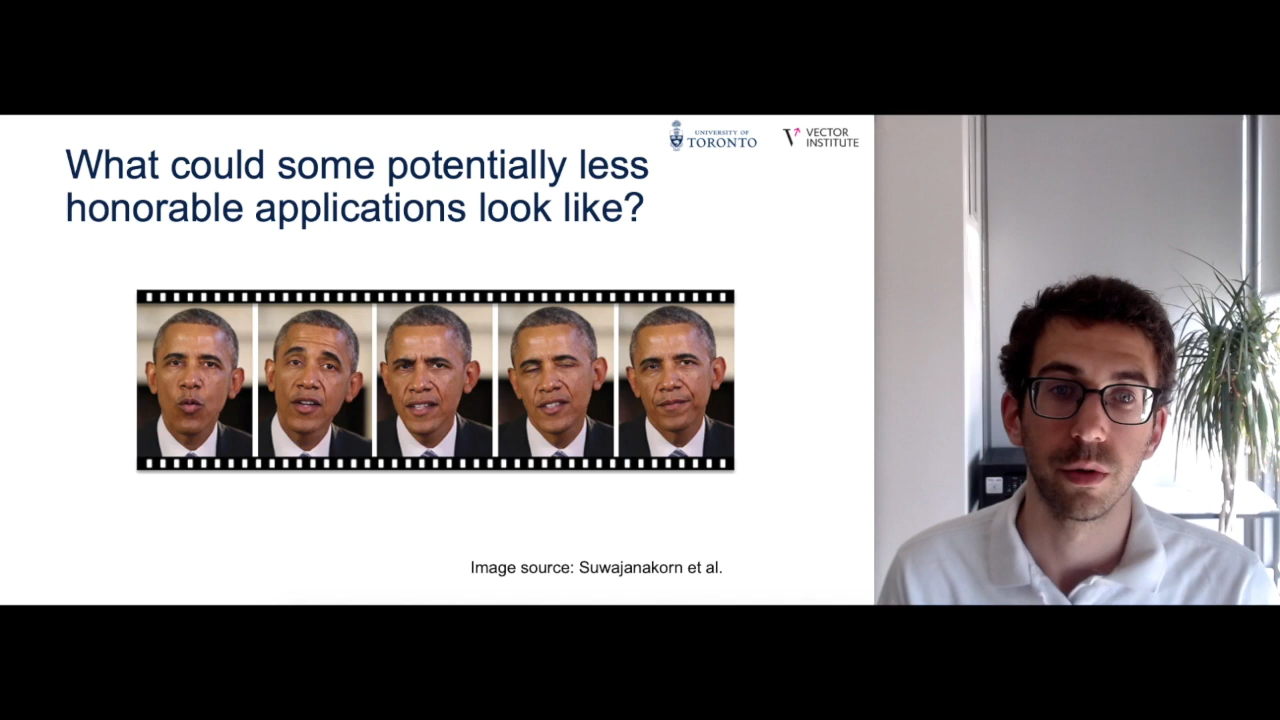 UNIVERSITY OF
TORONTO
VECTOR
INSTITUTE
What could some potentially less
honorable applications look like?
Image source: Suwajanakorn et al.